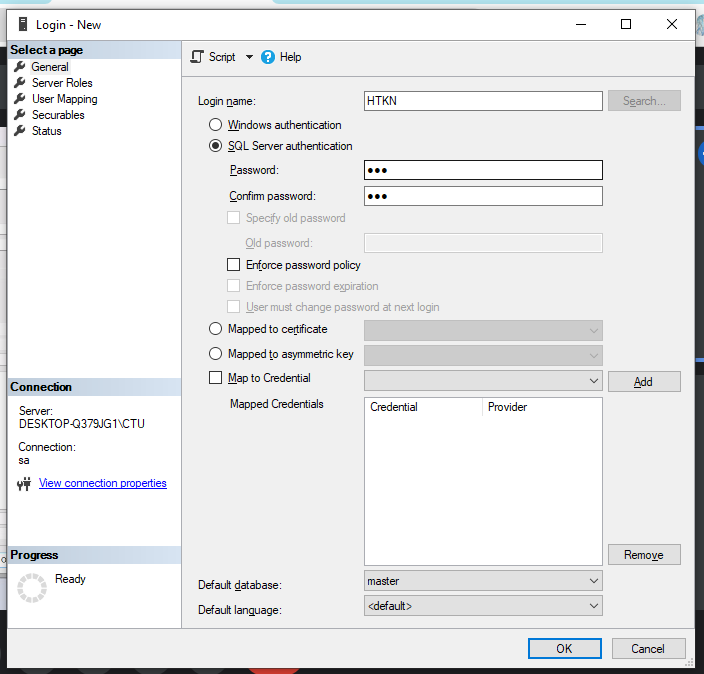 Login - New
Select a page
General
Server Roles
User Mapping
Securables
Status
Script Help
Login name: HTKN Search...
Windows authentication
SQL Server authentication
Password: ●●●
Confirm password: ●●●
Specify old password
Old password:
Enforce password policy
Enforce password expiration
User must change password at next login
Mapped to certificate
Mapped to asymmetric key
Map to Credential Add
Mapped Credentials Credential Provider
Remove
Default database: master
Default language: <default>
Connection
Server:
DESKTOP-Q379JG1\CTU
Connection:
sa
View connection properties
Progress
Ready
OK Cancel